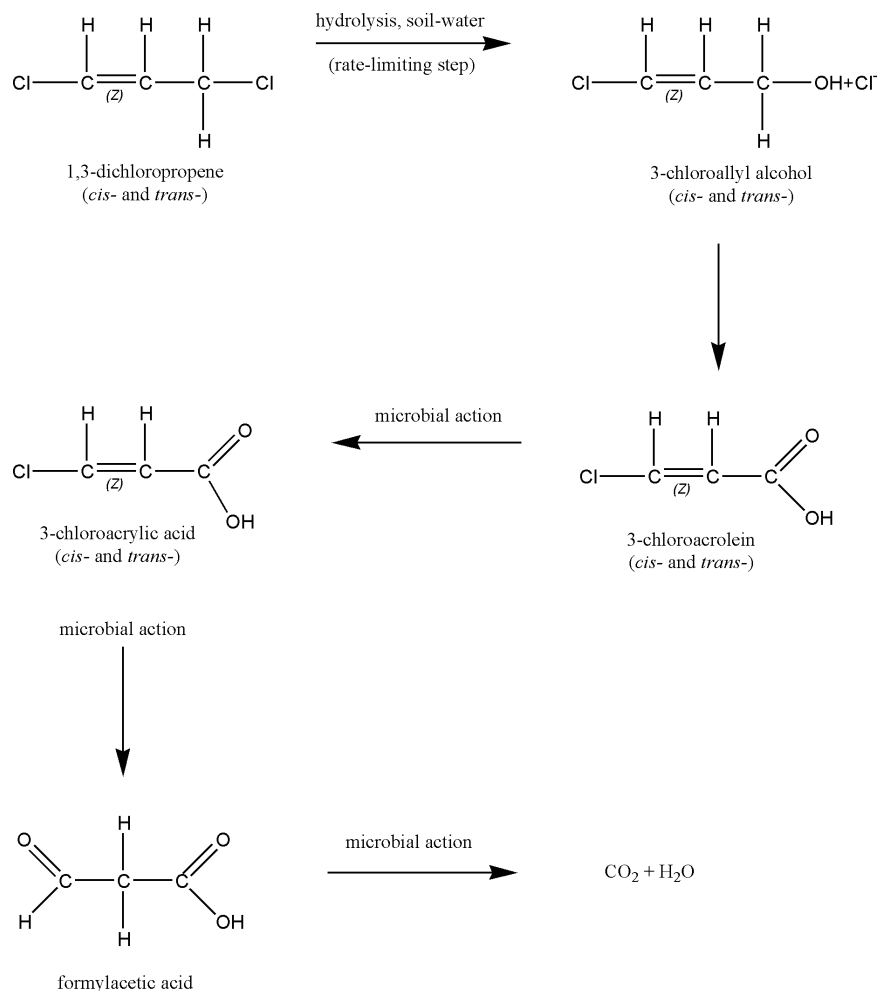 H H H
Cl C C C Cl
(Z)
H
1,3-dichloropropene
(cis- and trans-)
hydrolysis, soil-water
(rate-limiting step)
H H H
Cl C C C OH+Cl⁻
(Z)
H
3-chloroallyl alcohol
(cis- and trans-)
H H O
Cl C C C
(Z)
OH
3-chloroacrolein
(cis- and trans-)
microbial action
H H O
Cl C C C
(Z)
OH
3-chloroacrylic acid
(cis- and trans-)
microbial action
O H O
C C C
H H OH
formylacetic acid
microbial action
CO₂ + H₂O